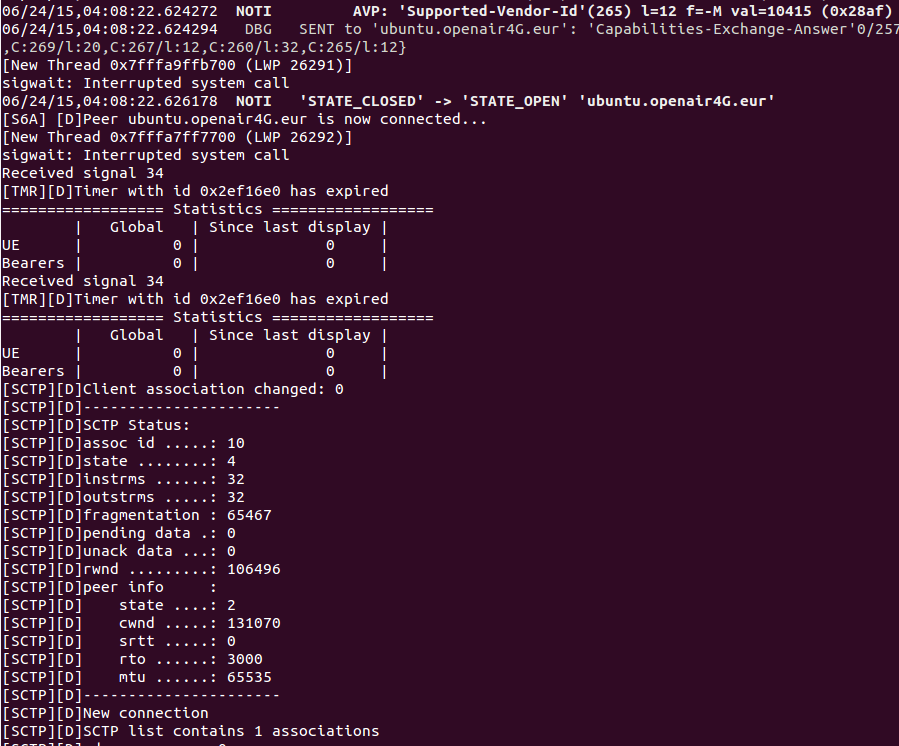 06/24/15,04:08:22.624272  NOTI         AVP: 'Supported-Vendor-Id'(265) l=12 f=-M val=10415 (0x28af)
06/24/15,04:08:22.624294   DBG   SENT to 'ubuntu.openair4G.eur': 'Capabilities-Exchange-Answer'0/257
,C:269/l:20,C:267/l:12,C:260/l:32,C:265/l:12}
[New Thread 0x7fffa9ffb700 (LWP 26291)]
sigwait: Interrupted system call
06/24/15,04:08:22.626178  NOTI   'STATE_CLOSED' -> 'STATE_OPEN' 'ubuntu.openair4G.eur'
[S6A] [D]Peer ubuntu.openair4G.eur is now connected...
[New Thread 0x7fffa7ff7700 (LWP 26292)]
sigwait: Interrupted system call
Received signal 34
[TMR][D]Timer with id 0x2ef16e0 has expired
================== Statistics ==================
        |   Global   | Since last display |
UE      |          0 |              0     |
Bearers |          0 |              0     |
Received signal 34
[TMR][D]Timer with id 0x2ef16e0 has expired
================== Statistics ==================
        |   Global   | Since last display |
UE      |          0 |              0     |
Bearers |          0 |              0     |
[SCTP][D]Client association changed: 0
[SCTP][D]----------------------
[SCTP][D]SCTP Status:
[SCTP][D]assoc id .....: 10
[SCTP][D]state ........: 4
[SCTP][D]instrms ......: 32
[SCTP][D]outstrms .....: 32
[SCTP][D]fragmentation : 65467
[SCTP][D]pending data .: 0
[SCTP][D]unack data ...: 0
[SCTP][D]rwnd .........: 106496
[SCTP][D]peer info     :
[SCTP][D]    state ....: 2
[SCTP][D]    cwnd .....: 131070
[SCTP][D]    srtt .....: 0
[SCTP][D]    rto ......: 3000
[SCTP][D]    mtu ......: 65535
[SCTP][D]----------------------
[SCTP][D]New connection
[SCTP][D]SCTP list contains 1 associations